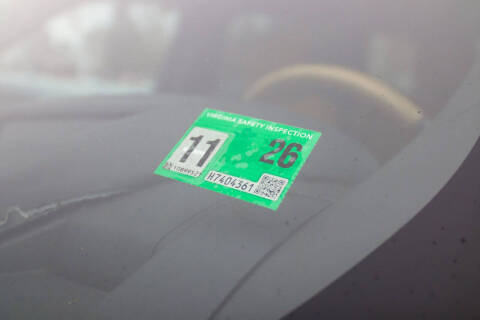 VIRGINIA SAFETY INSPECTION
11 26
H7404361